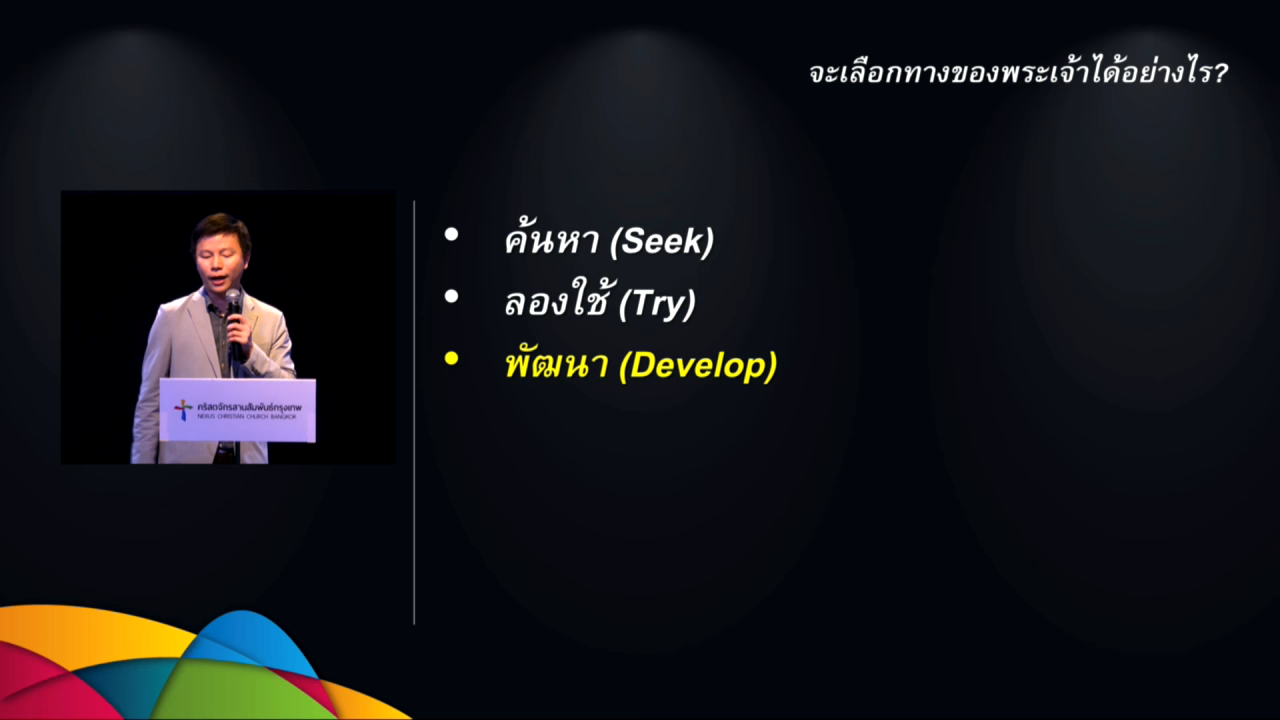 จะเลือกทางของพระเจ้าได้อย่างไร?
• ค้นหา (Seek)
• ลองใช้ (Try)
• พัฒนา (Develop)
คริสตจักรสานสัมพันธ์กรุงเทพ
NEXUS CHRISTIAN CHURCH BANGKOK